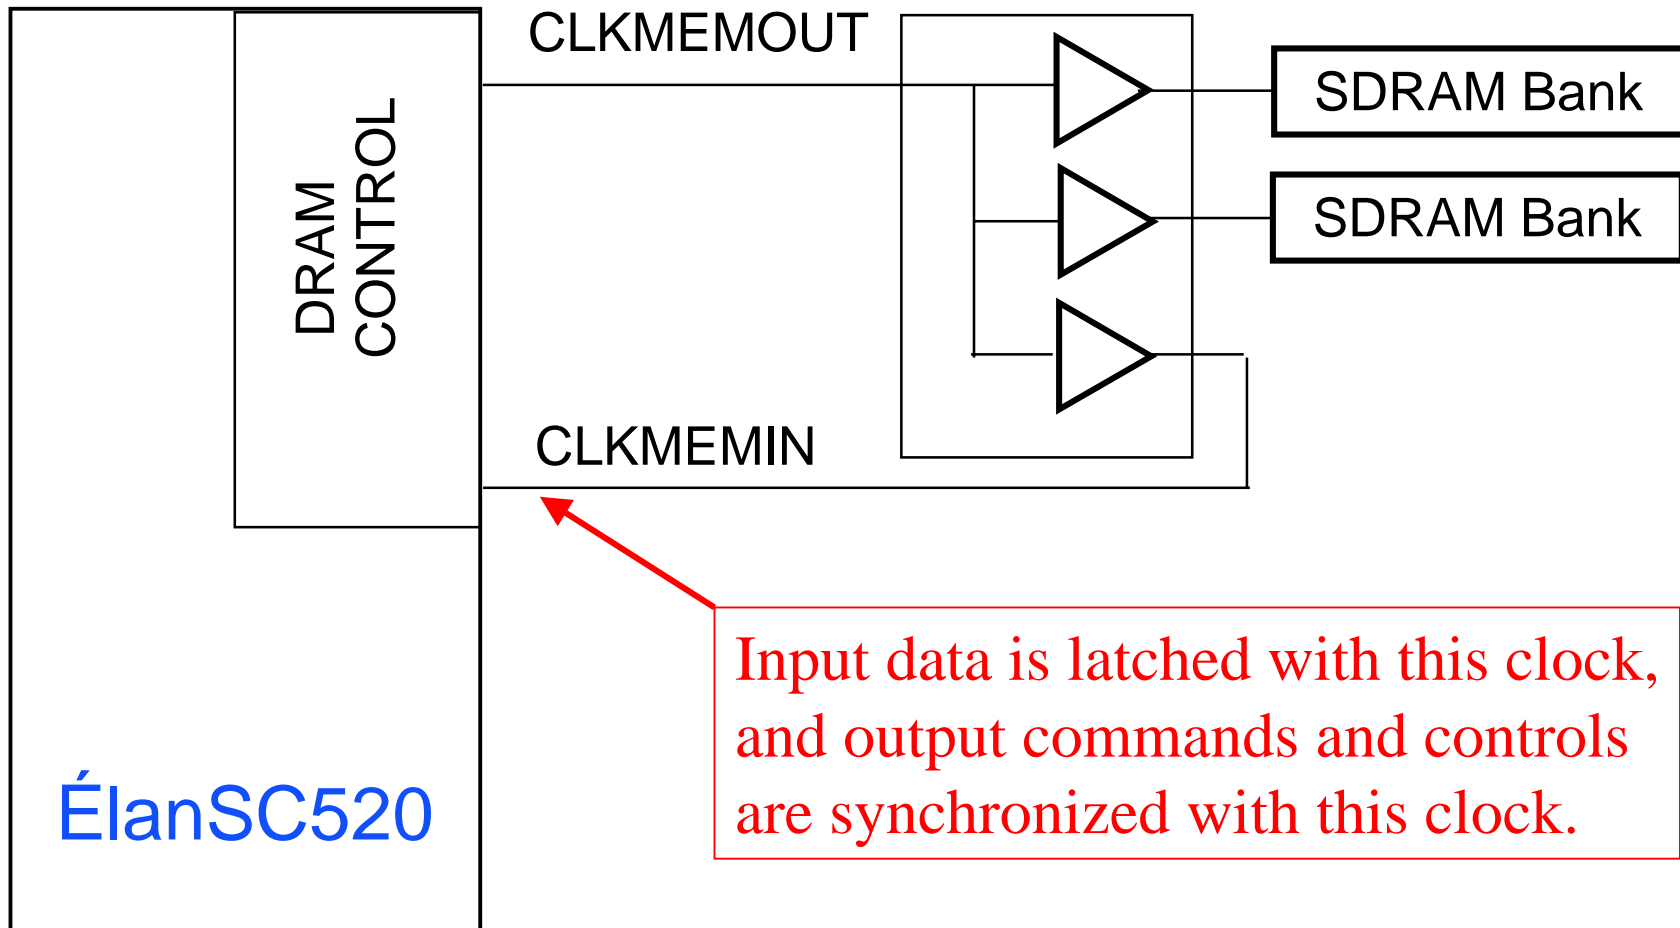 CLKMEMOUT
SDRAM Bank
DRAM
CONTROL
SDRAM Bank
CLKMEMIN
Input data is latched with this clock,
and output commands and controls
are synchronized with this clock.
ÉlanSC520